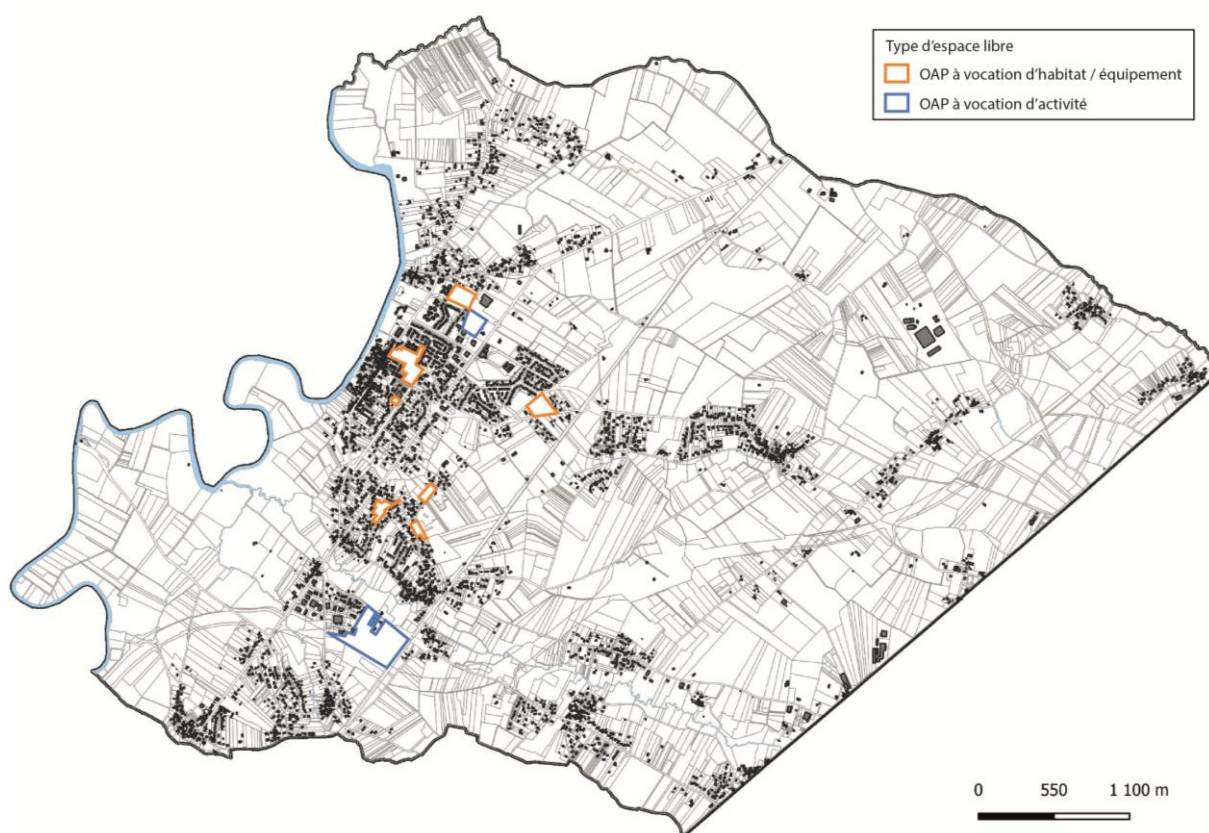 Type d'espace libre
OAP à vocation d'habitat / équipement
OAP à vocation d'activité
0 550 1 100 m